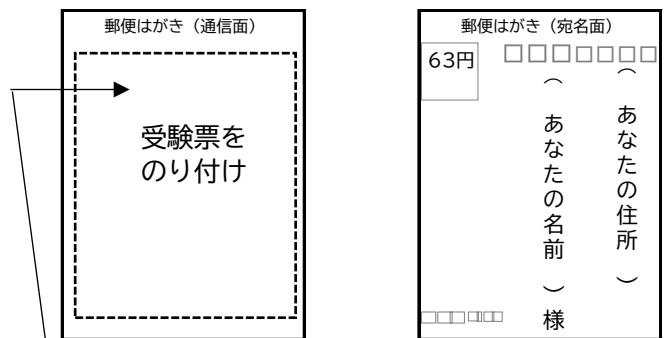 郵便はがき（通信面）
受験票を
のり付け
郵便はがき（宛名面）
63円
（あなたの住所）
（あなたの名前）様